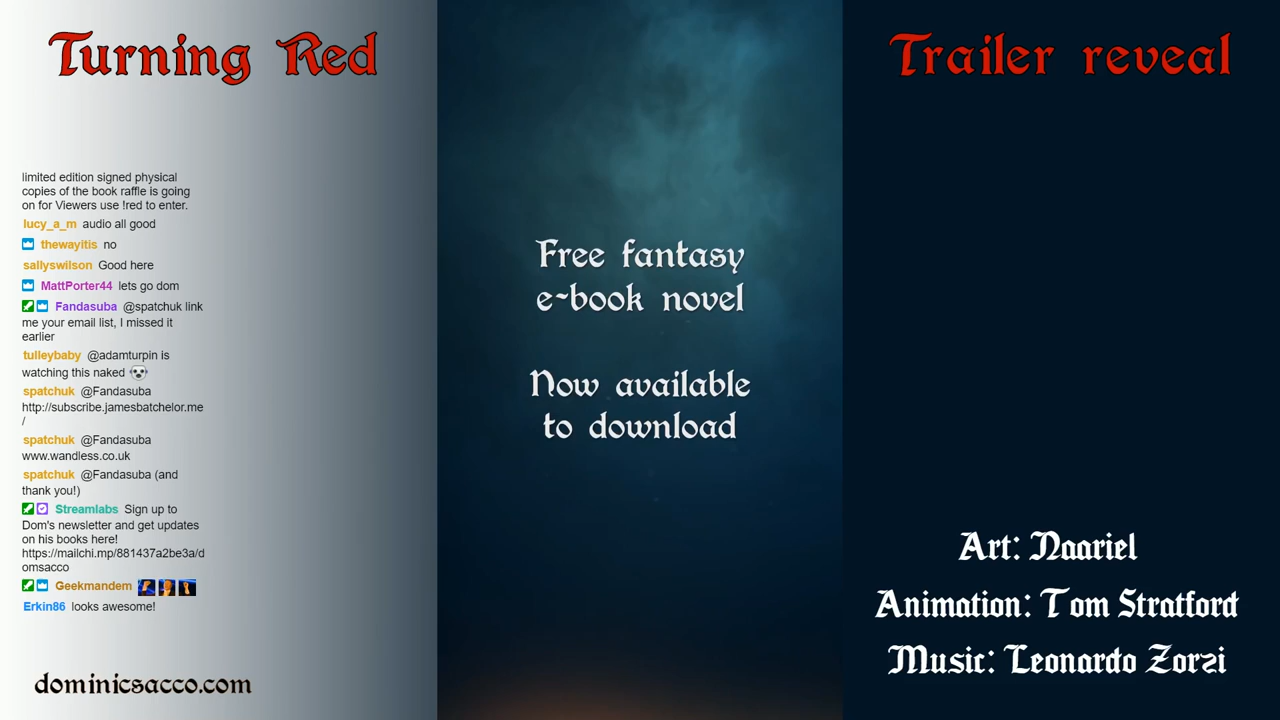 Turning Red
limited edition signed physical
copies of the book raffle is going
on for Viewers use !red to enter.
lucy_a_m audio all good
thewayitis no
sallyswilson Good here
MattPorter44 lets go dom
Fandasuba @spatchuk link
me your email list, I missed it
earlier
tulleybaby @adamturpin is
watching this naked
spatchuk @Fandasuba
http://subscribe.jamesbatchelor.me
/
spatchuk @Fandasuba
www.wandless.co.uk
spatchuk @Fandasuba (and
thank you!)
Streamlabs Sign up to
Dom's newsletter and get updates
on his books here!
https://mailchi.mp/881437a2be3a/d
omsacco
Geekmandem
Erkin86 looks awesome!
dominicsacco.com
Free fantasy
e-book novel
Now available
to download
Trailer reveal
Art: Naariel
Animation: Tom Stratford
Music: Leonardo Zorzi